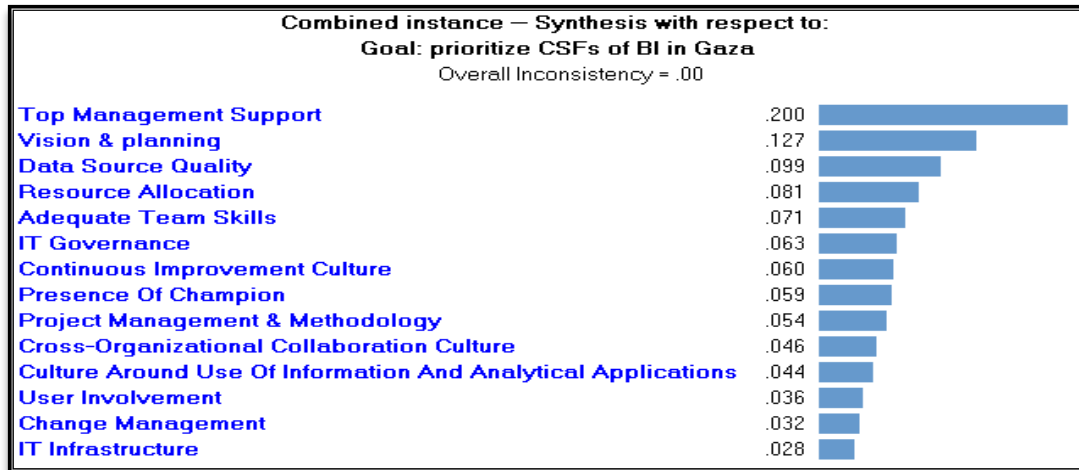 Combined instance – Synthesis with respect to:
Goal: prioritize CSFs of BI in Gaza
Overall Inconsistency = .00
Top Management Support .200
Vision & planning .127
Data Source Quality .099
Resource Allocation .081
Adequate Team Skills .071
IT Governance .063
Continuous Improvement Culture .060
Presence Of Champion .059
Project Management & Methodology .054
Cross-Organizational Collaboration Culture .046
Culture Around Use Of Information And Analytical Applications .044
User Involvement .036
Change Management .032
IT Infrastructure .028